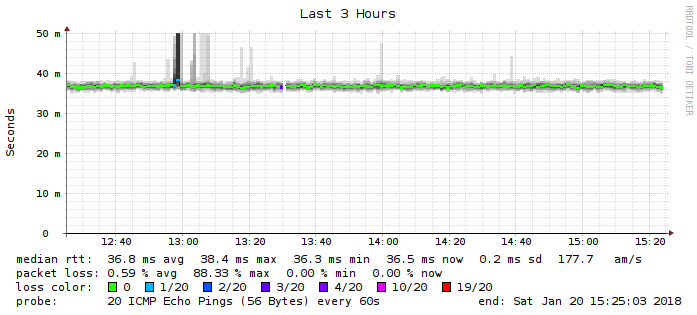 Last 3 Hours
RRDTOOL / TOBI OETIKER
Seconds
50 m
40 m
30 m
20 m
10 m
0
12:40 13:00 13:20 13:40 14:00 14:20 14:40 15:00 15:20
median rtt: 36.8 ms avg 38.4 ms max 36.3 ms min 36.5 ms now 0.2 ms sd 177.7 am/s
packet loss: 0.59 % avg 88.33 % max 0.00 % min 0.00 % now
loss color: 0 1/20 2/20 3/20 4/20 10/20 19/20
probe: 20 ICMP Echo Pings (56 Bytes) every 60s end: Sat Jan 20 15:25:03 2018